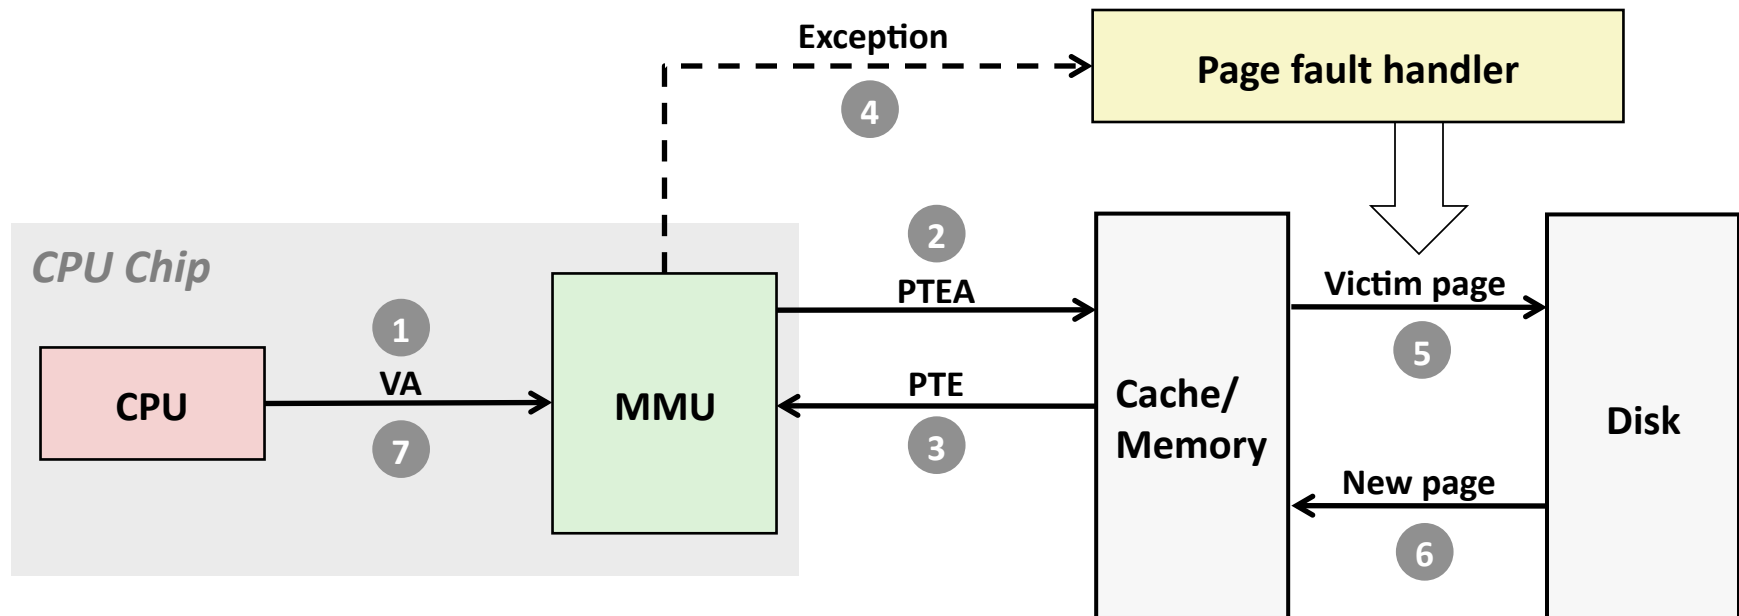 Exception
Page fault handler
4
2
CPU Chip
PTEA
Victim page
1
5
VA
PTE
CPU
MMU
Cache/
Memory
Disk
7
3
New page
6